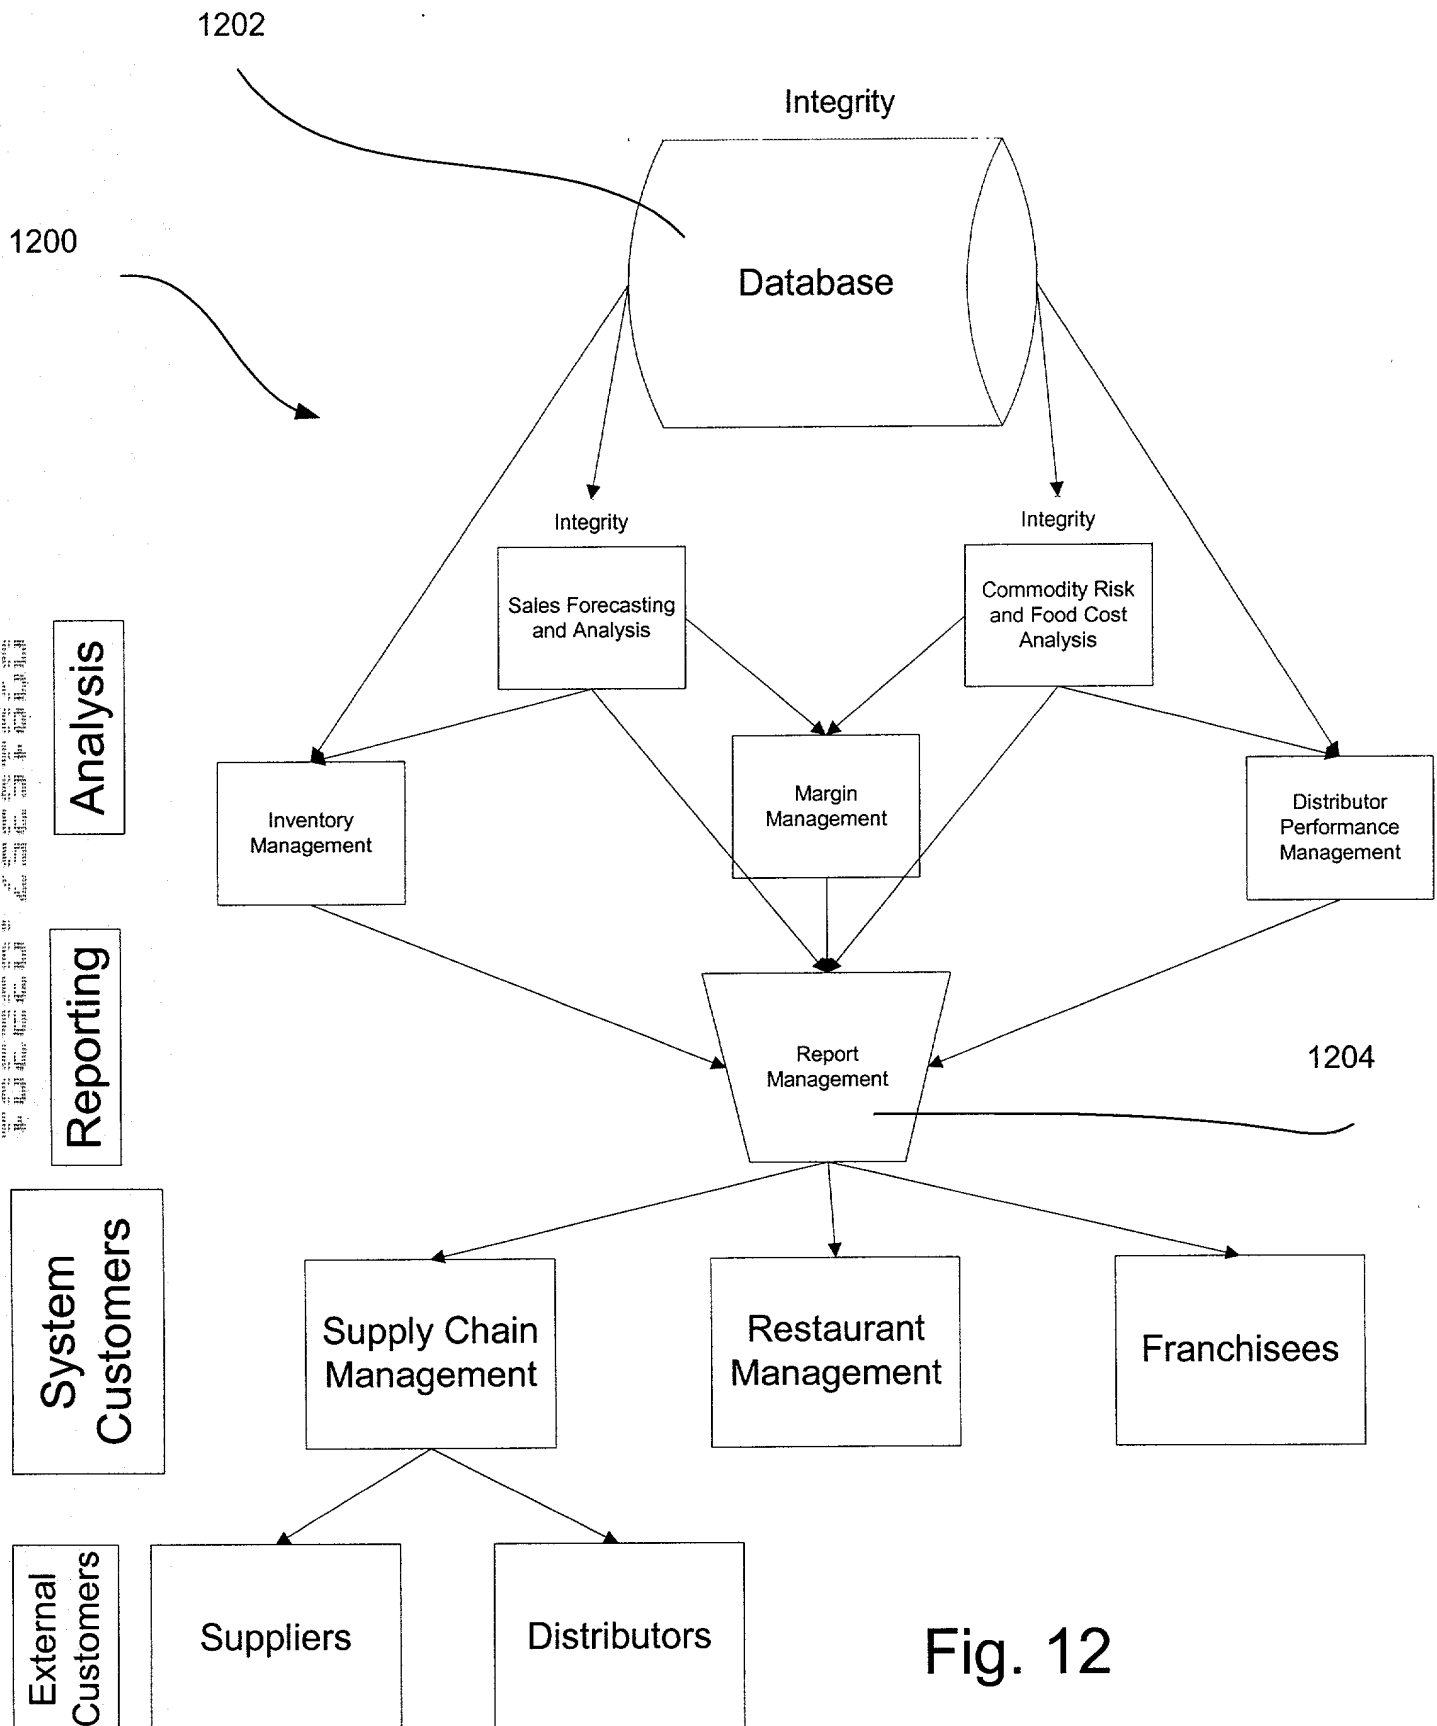 1202
Integrity
1200
Database
Integrity
Integrity
Sales Forecasting
and Analysis
Commodity Risk
and Food Cost
Analysis
Analysis
Inventory
Management
Margin
Management
Distributor
Performance
Management
Reporting
Report
Management
1204
System
Customers
Supply Chain
Management
Restaurant
Management
Franchisees
External
Customers
Suppliers
Distributors
Fig. 12